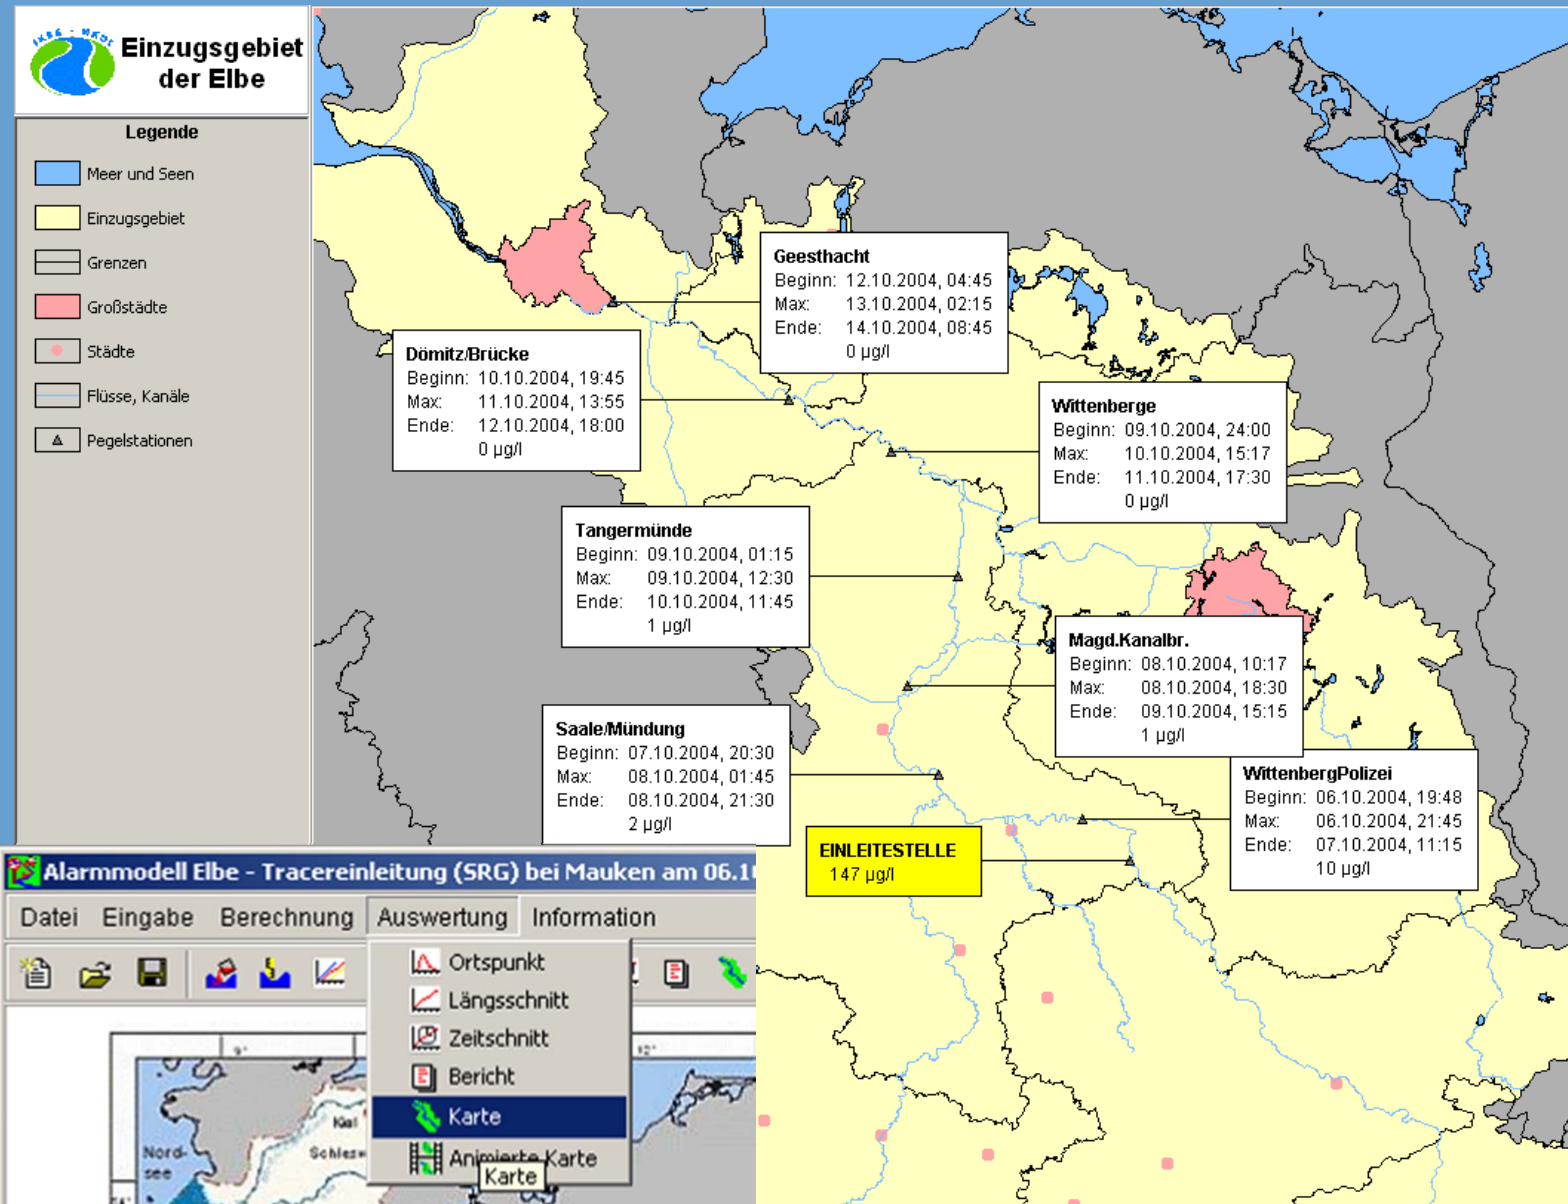 IKSE - MKOL
Einzugsgebiet
der Elbe
Legende
Meer und Seen
Einzugsgebiet
Grenzen
Großstädte
Städte
Flüsse, Kanäle
Pegelstationen
Geesthacht
Beginn: 12.10.2004, 04:45
Max: 13.10.2004, 02:15
Ende: 14.10.2004, 08:45
0 µg/l
Dömitz/Brücke
Beginn: 10.10.2004, 19:45
Max: 11.10.2004, 13:55
Ende: 12.10.2004, 18:00
0 µg/l
Wittenberge
Beginn: 09.10.2004, 24:00
Max: 10.10.2004, 15:17
Ende: 11.10.2004, 17:30
0 µg/l
Tangermünde
Beginn: 09.10.2004, 01:15
Max: 09.10.2004, 12:30
Ende: 10.10.2004, 11:45
1 µg/l
Magd.Kanalbr.
Beginn: 08.10.2004, 10:17
Max: 08.10.2004, 18:30
Ende: 09.10.2004, 15:15
1 µg/l
Saale/Mündung
Beginn: 07.10.2004, 20:30
Max: 08.10.2004, 01:45
Ende: 08.10.2004, 21:30
2 µg/l
WittenbergPolizei
Beginn: 06.10.2004, 19:48
Max: 06.10.2004, 21:45
Ende: 07.10.2004, 11:15
10 µg/l
EINLEITESTELLE
147 µg/l
Alarmmodell Elbe - Tracereinleitung (SRG) bei Mauken am 06.1
Datei Eingabe Berechnung Auswertung Information
Ortspunkt
Längsschnitt
Zeitschnitt
Bericht
Karte
Animierte Karte
Karte
9°
12°
Kiel
Schlesw
Nord-
see
54°